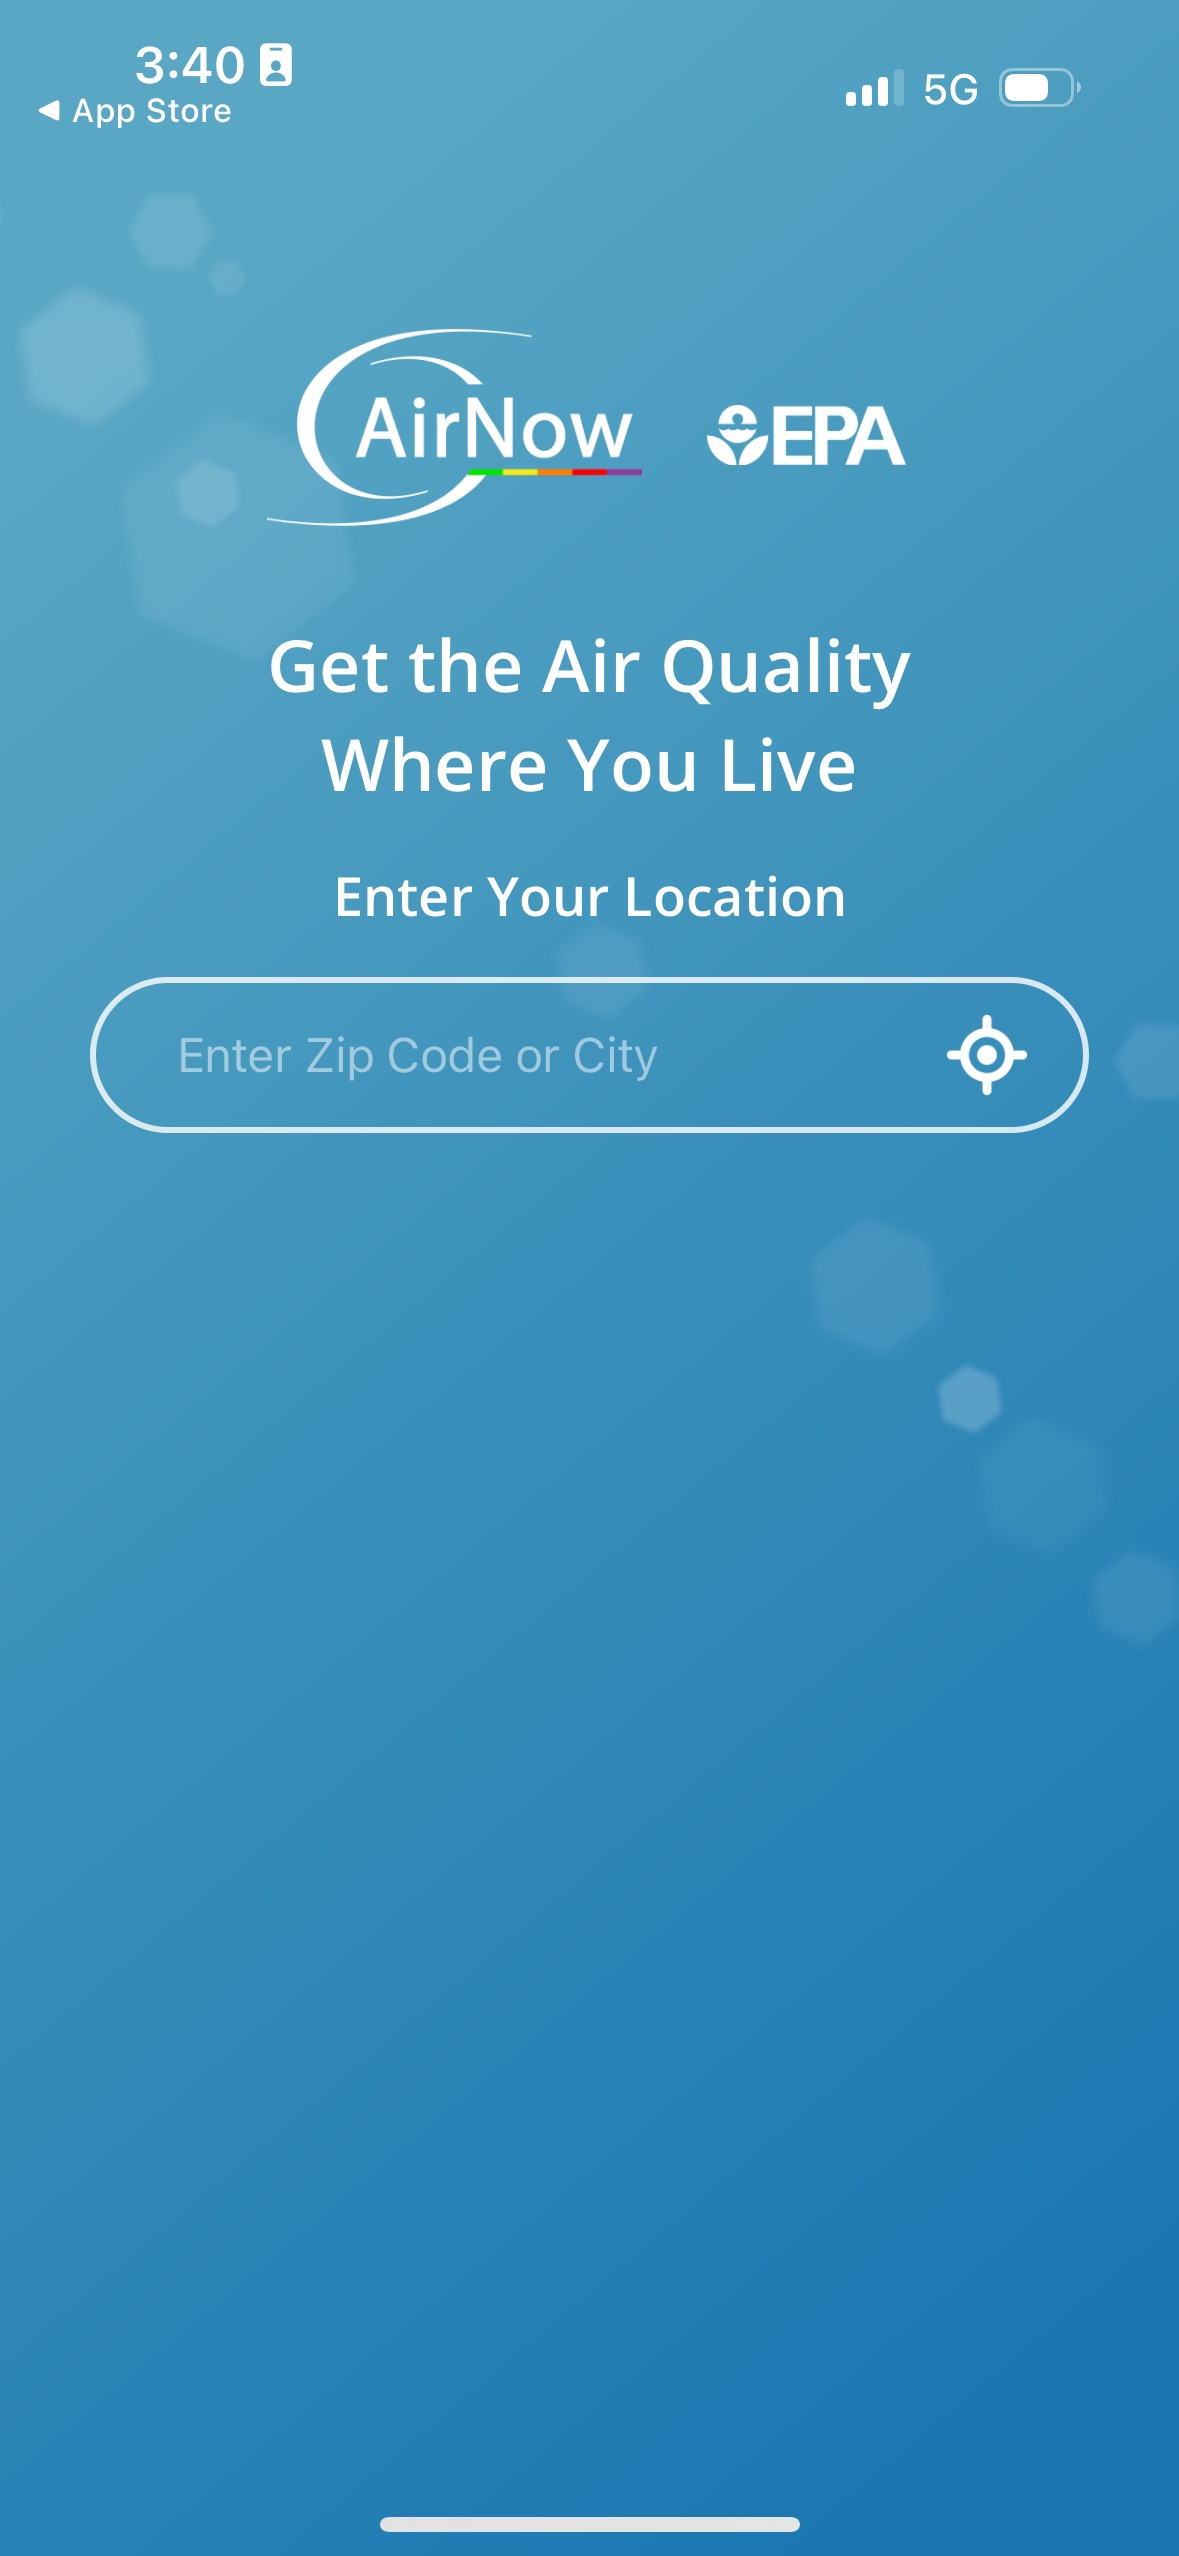 3:40
App Store
5G
AirNow
EPA
Get the Air Quality
Where You Live
Enter Your Location
Enter Zip Code or City